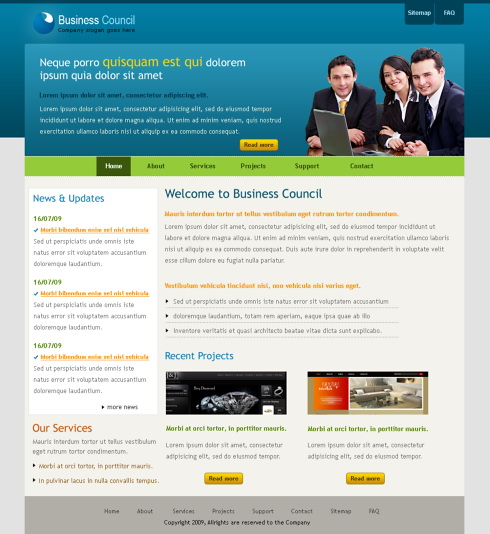 Business Council
Company slogan goes here
Sitemap
FAQ
Neque porro quisquam est qui dolorem
ipsum quia dolor sit amet
Lorem ipsum dolor sit amet, consectetur adipiscing elit.
Lorem ipsum dolor sit amet, consectetur adipisicing elit, sed do eiusmod tempor
incididunt ut labore et dolore magna aliqua. Ut enim ad minim veniam, quis nostrud
exercitation ullamco laboris nisi ut aliquip ex ea commodo consequat.
Read more
Home About Services Projects Support Contact
News & Updates
16/07/09
Morbi bibendum enim vel nisl vehicula
Sed ut perspiciatis unde omnis iste
natus error sit voluptatem accusantium
doloremque laudantium.
16/07/09
Morbi bibendum enim vel nisl vehicula
Sed ut perspiciatis unde omnis iste
natus error sit voluptatem accusantium
doloremque laudantium.
16/07/09
Morbi bibendum enim vel nisl vehicula
Sed ut perspiciatis unde omnis iste
natus error sit voluptatem accusantium
doloremque laudantium.
more news
Our Services
Mauris interdum tortor ut tellus vestibulum
eget rutrum tortor condimentum.
Morbi at orci tortor, in porttitor mauris.
In pulvinar lacus in nulla convallis tempus.
Welcome to Business Council
Mauris interdum tortor ut tellus vestibulum eget rutrum tortor condimentum.
Lorem ipsum dolor sit amet, consectetur adipisicing elit, sed do eiusmod tempor
incididunt ut labore et dolore magna aliqua. Ut enim ad minim veniam, quis nostrud
exercitation ullamco laboris nisi ut aliquip
ex ea commodo consequat. Duis aute irure dolor in reprehenderit in voluptate velit
esse cillum dolore eu fugiat nulla pariatur.
Vestibulum vehicula tincidunt nisl, non vehicula nisi varius eget.
Sed ut perspiciatis unde omnis iste natus error sit voluptatem accusantium
doloremque laudantium, totam rem aperiam, eaque ipsa quae ab illo
inventore veritatis et quasi architecto beatae vitae dicta sunt explicabo.
Recent Projects
Morbi at orci tortor, in porttitor mauris.
Lorem ipsum dolor sit amet, consectetur
adipisicing elit, sed do eiusmod tempor.
Read more
Morbi at orci tortor, in porttitor mauris.
Lorem ipsum dolor sit amet, consectetur
adipisicing elit, sed do eiusmod tempor.
Read more
Home About Services Projects Support Contact Sitemap FAQ
Copyright 2009, Allrights are reserved to the Company